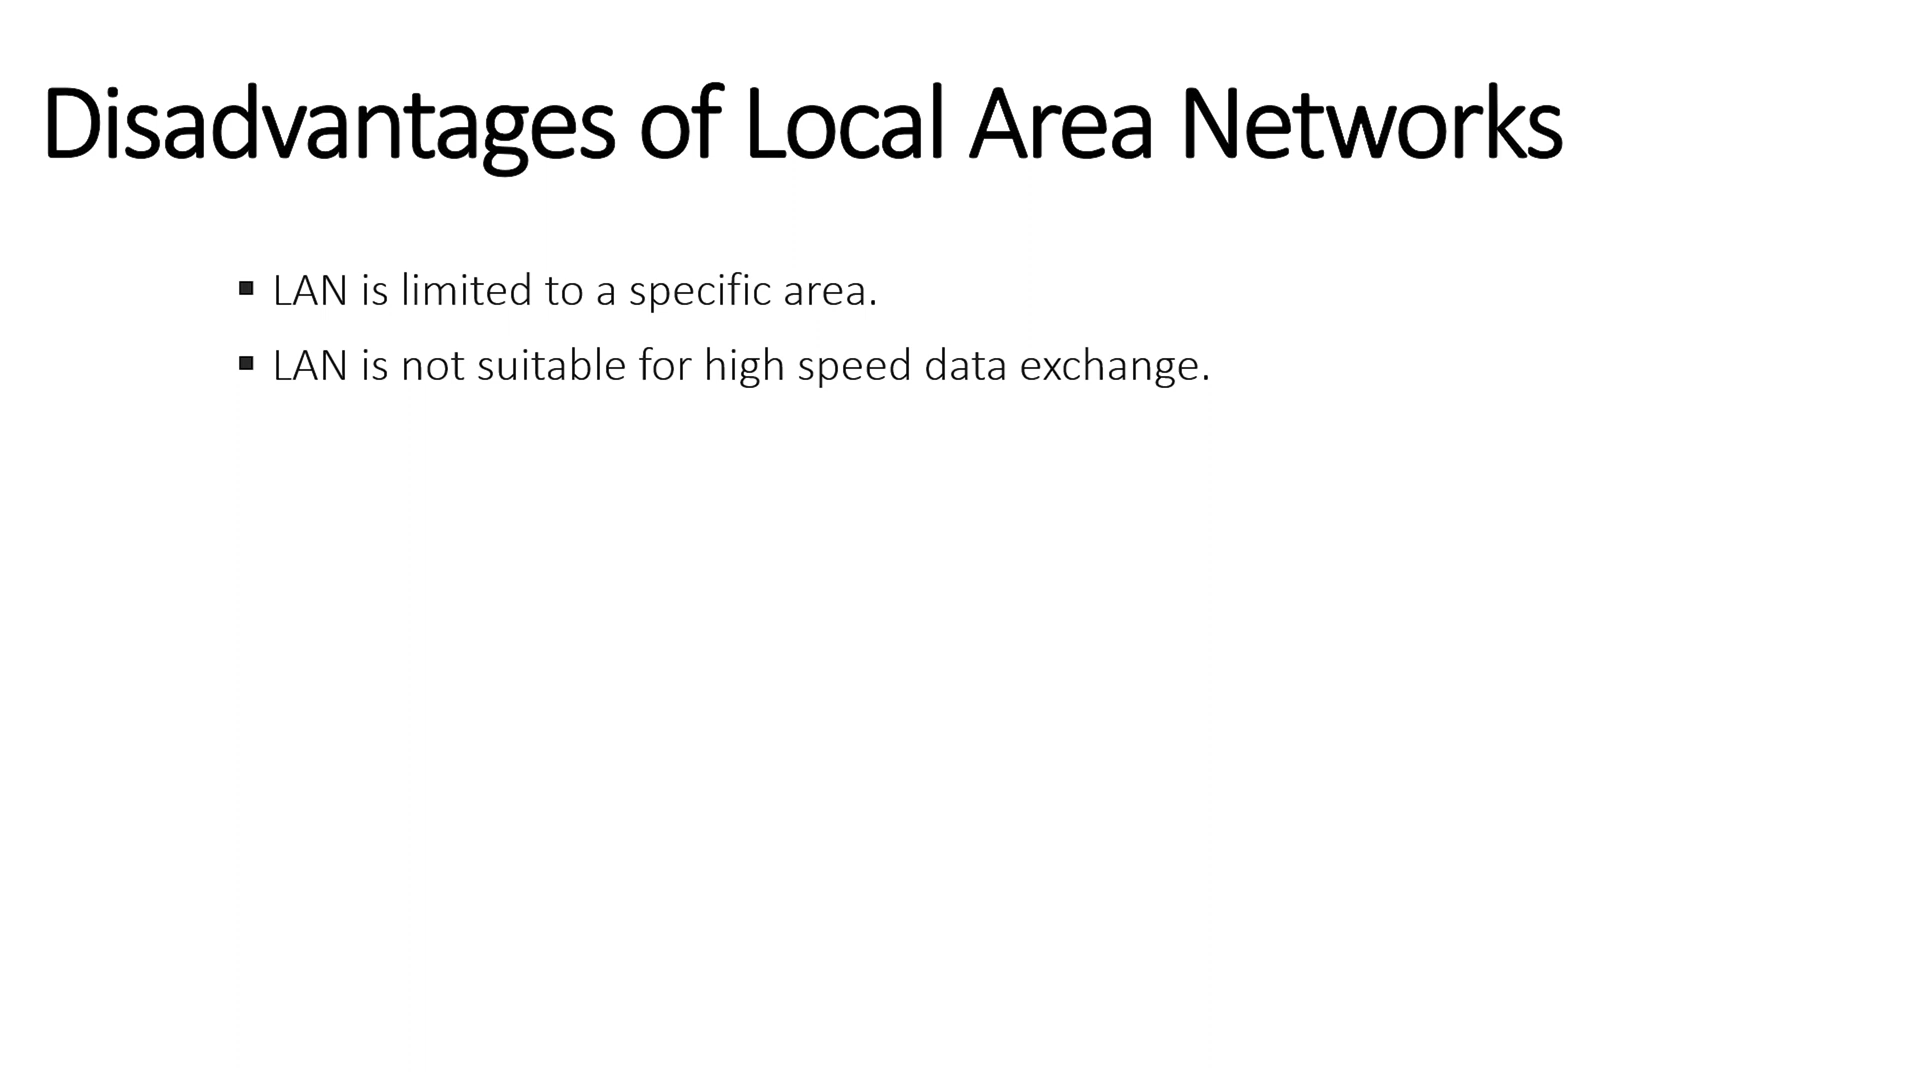 Disadvantages of Local Area Networks
▪ LAN is limited to a specific area.
▪ LAN is not suitable for high speed data exchange.